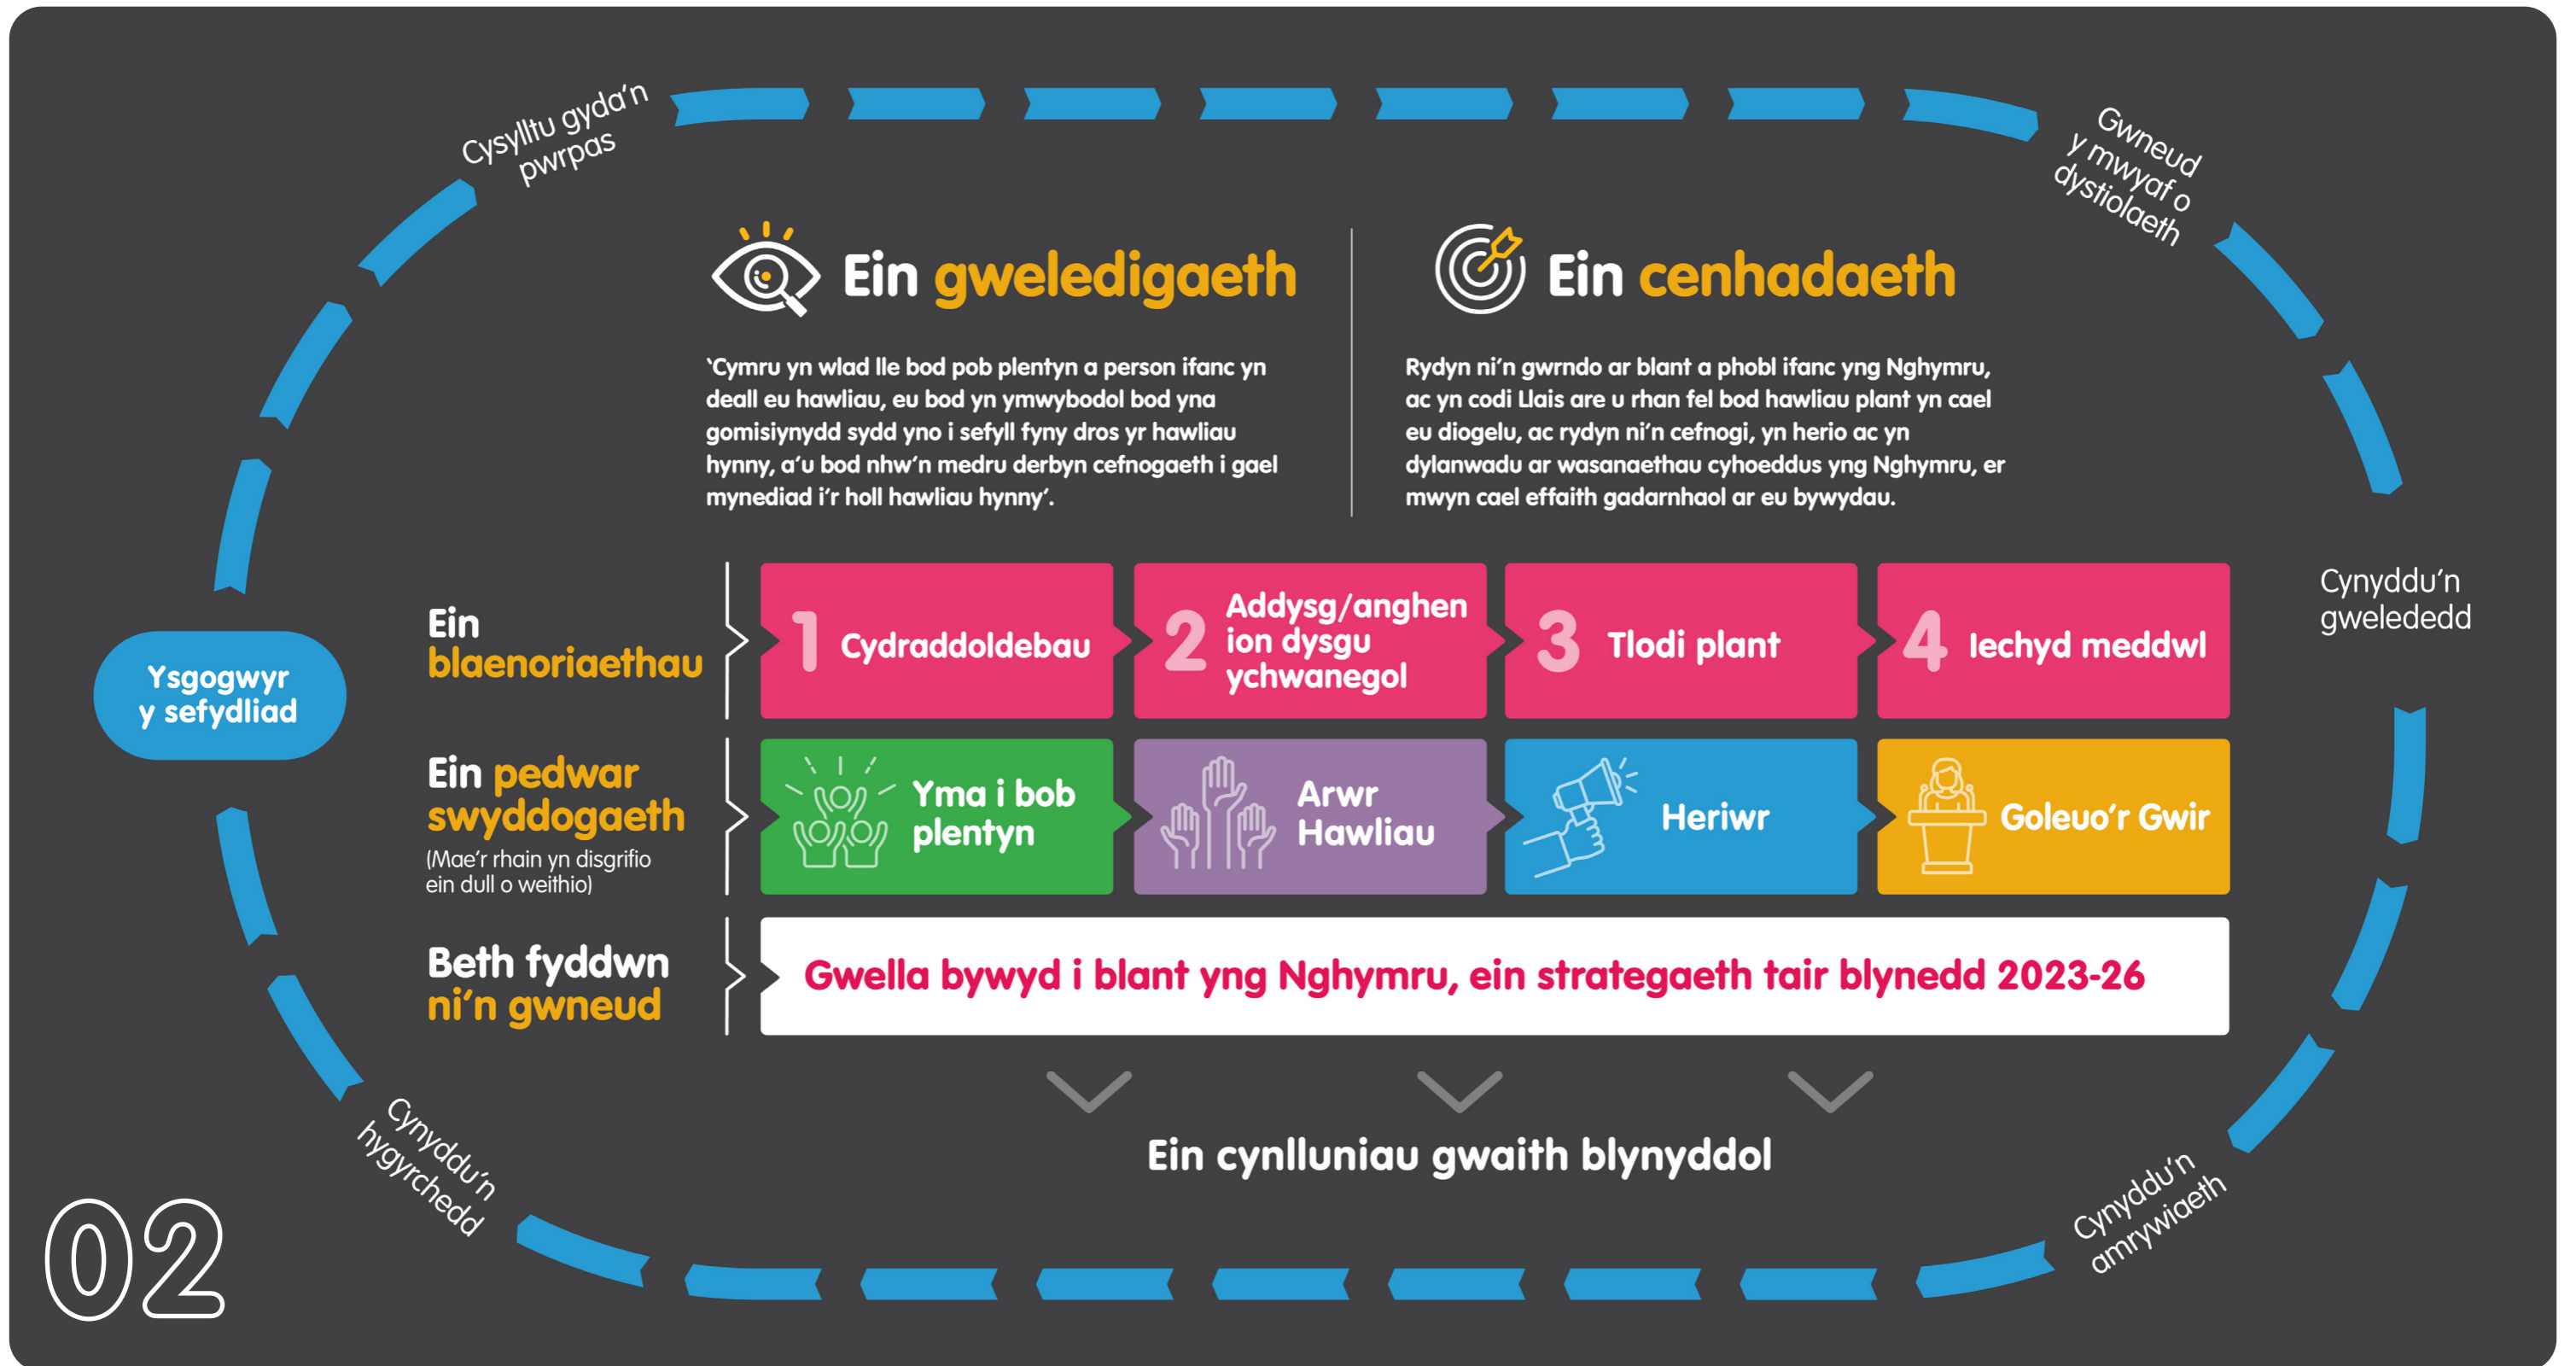 Cysylltu gyda'n
pwrpas
Gwneud
y mwyaf o
dystiolaeth
Ein gweledigaeth
'Cymru yn wlad lle bod pob plentyn a person ifanc yn
deall eu hawliau, eu bod yn ymwybodol bod yna
gomisiynydd sydd yno i sefyll fyny dros yr hawliau
hynny, a'u bod nhw'n medru derbyn cefnogaeth i gael
mynediad i'r holl hawliau hynny'.
Ein cenhadaeth
Rydyn ni'n gwrndo ar blant a phobl ifanc yng Nghymru,
ac yn codi Llais are u rhan fel bod hawliau plant yn cael
eu diogelu, ac rydyn ni'n cefnogi, yn herio ac yn
dylanwadu ar wasanaethau cyhoeddus yng Nghymru, er
mwyn cael effaith gadarnhaol ar eu bywydau.
Cynyddu'n
gwelededd
Ysgogwyr
y sefydliad
Ein
blaenoriaethau
1 Cydraddoldebau
2 Addysg/anghen
ion dysgu
ychwanegol
3 Tlodi plant
4 Iechyd meddwl
Ein pedwar
swyddogaeth
(Mae'r rhain yn disgrifio
ein dull o weithio)
Yma i bob
plentyn
Arwr
Hawliau
Heriwr
Goleuo'r Gwir
Beth fyddwn
ni'n gwneud
Gwella bywyd i blant yng Nghymru, ein strategaeth tair blynedd 2023-26
Ein cynlluniau gwaith blynyddol
Cynyddu'n
hygyrchedd
Cynyddu'n
amrywiaeth
02